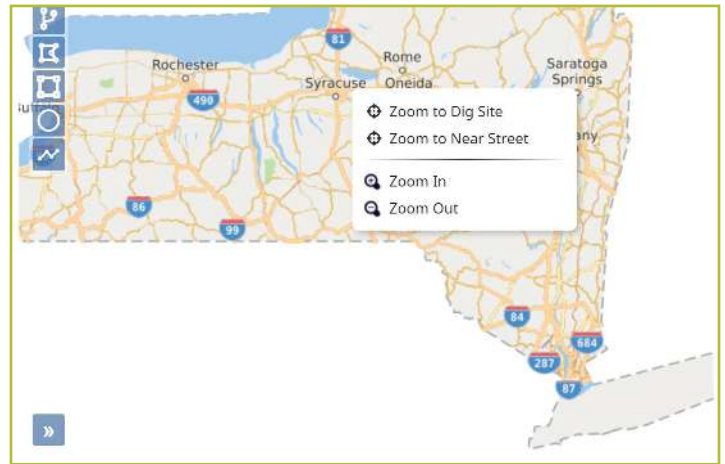 81
Rome
Rochester
Saratoga
Springs
Syracuse
Oneida
490
Zoom to Dig Site
Zoom to Near Street
Zoom In
Zoom Out
86
99
84
684
287
87
»